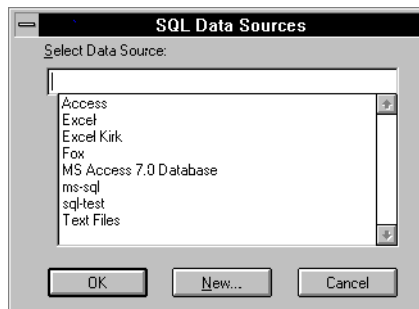 SQL Data Sources
Select Data Source:
Access
Excel
Excel Kirk
Fox
MS Access 7.0 Database
ms-sql
sql-test
Text Files
OK
New...
Cancel